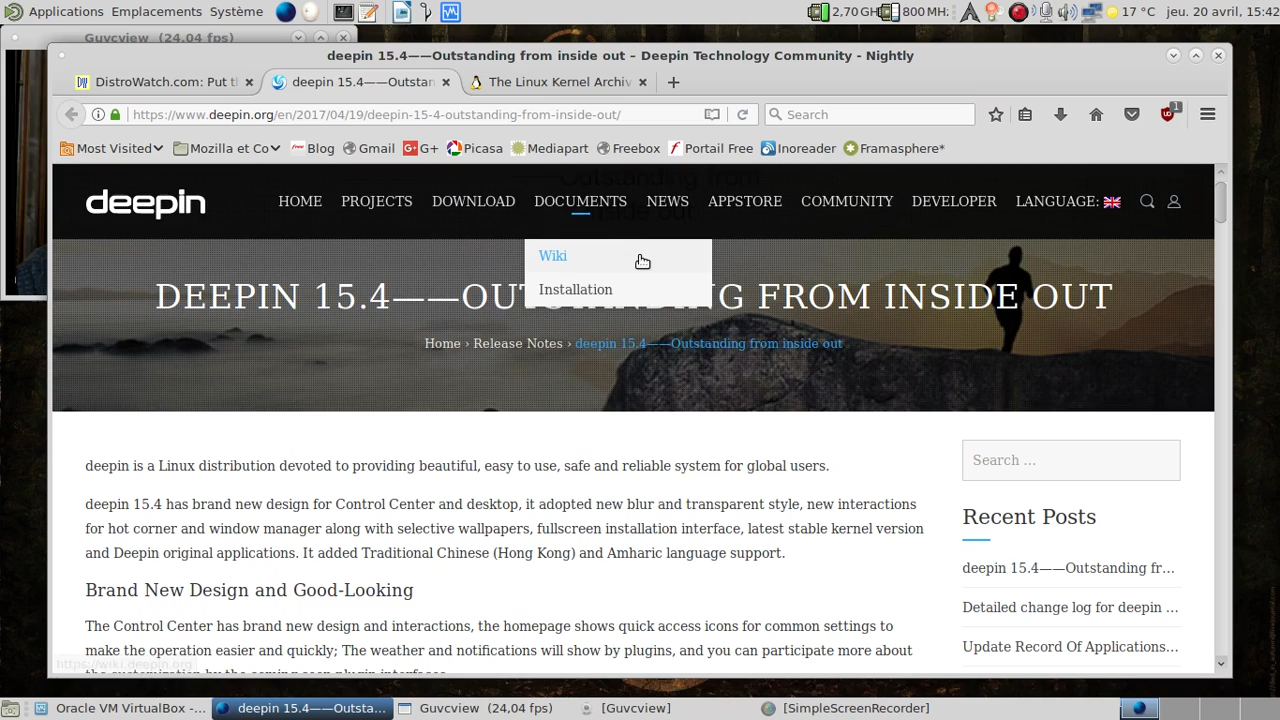 Applications Emplacements Système 2,70 GHz 800 MHz 17 °C jeu. 20 avril, 15:42
Guvcview (24,04 fps)
deepin 15.4——Outstanding from inside out – Deepin Technology Community - Nightly
DistroWatch.com: Put th deepin 15.4——Outstan The Linux Kernel Archiv
https://www.deepin.org/en/2017/04/19/deepin-15-4-outstanding-from-inside-out/ Search 1
Most Visited Mozilla et Co Blog Gmail G+ Picasa Mediapart Freebox Portail Free Inoreader Framasphere*
deepin HOME PROJECTS DOWNLOAD DOCUMENTS NEWS APPSTORE COMMUNITY DEVELOPER LANGUAGE:
Wiki
Installation
DEEPIN 15.4——OUTSTANDING FROM INSIDE OUT
Home › Release Notes › deepin 15.4——Outstanding from inside out
deepin is a Linux distribution devoted to providing beautiful, easy to use, safe and reliable system for global users.
Search ...
deepin 15.4 has brand new design for Control Center and desktop, it adopted new blur and transparent style, new interactions
for hot corner and window manager along with selective wallpapers, fullscreen installation interface, latest stable kernel version
and Deepin original applications. It added Traditional Chinese (Hong Kong) and Amharic language support.
Recent Posts
deepin 15.4——Outstanding fr...
Brand New Design and Good-Looking
Detailed change log for deepin ...
The Control Center has brand new design and interactions, the homepage shows quick access icons for common settings to
make the operation easier and quickly; The weather and notifications will show by plugins, and you can participate more about
Update Record Of Applications...
https://wiki.deepin.org
Oracle VM VirtualBox -... deepin 15.4——Outsta... Guvcview (24,04 fps) [Guvcview] [SimpleScreenRecorder]